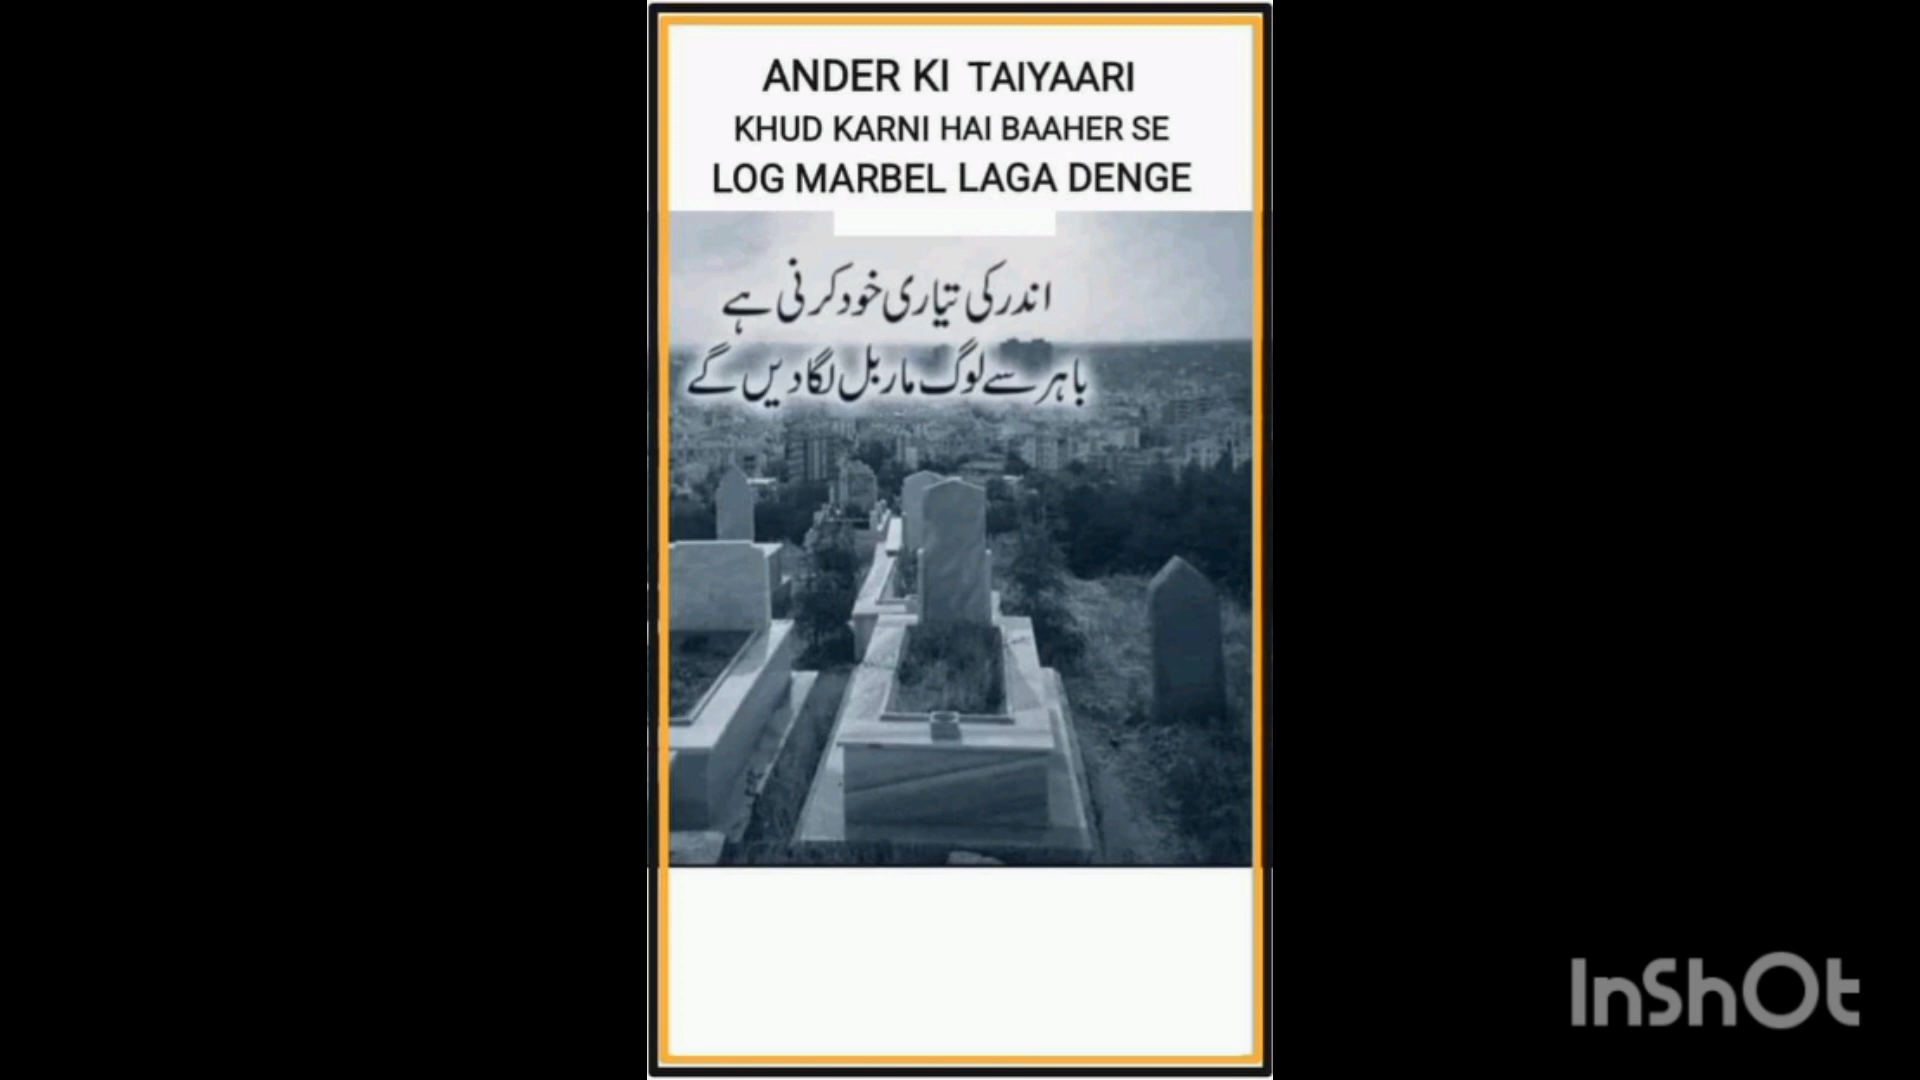 ANDER KI TAIYAARI
KHUD KARNI HAI BAAHER SE
LOG MARBEL LAGA DENGE
اندر کی تیاری خود کرنی ہے
باہر سے لوگ ماربل لگا دیں گے
InShOt